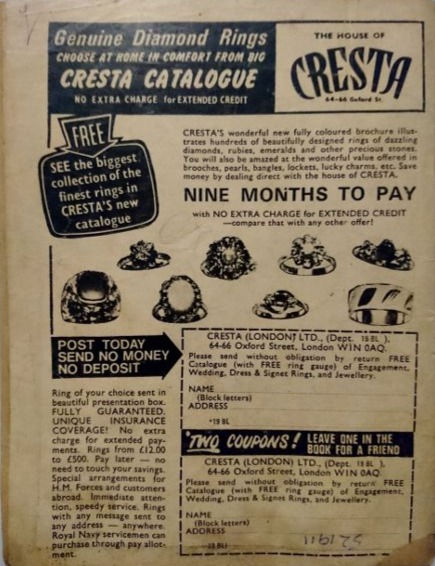 Genuine Diamond Rings
CHOOSE AT HOME IN COMFORT FROM BIG
CRESTA CATALOGUE
NO EXTRA CHARGE for EXTENDED CREDIT
THE HOUSE OF
CRESTA
64-66 Oxford St.
FREE
SEE the biggest
collection of the
finest rings in
CRESTA'S new
catalogue
CRESTA'S wonderful new fully coloured brochure illus-
trates hundreds of beautifully designed rings of dazzling
diamonds, rubies, emeralds and other precious stones.
You will also be amazed at the wonderful value offered in
brooches, pearls, bangles, lockets, lucky charms, etc. Save
money by dealing direct with the house of CRESTA.
NINE MONTHS TO PAY
with NO EXTRA CHARGE for EXTENDED CREDIT
—compare that with any other offer!
POST TODAY
SEND NO MONEY
NO DEPOSIT
Ring of your choice sent in
beautiful presentation box.
FULLY GUARANTEED.
UNIQUE INSURANCE
COVERAGE! No extra
charge for extended pay-
ments. Rings from £12.00
to £500. Pay later — no
need to touch your savings.
Special arrangements for
H.M. Forces and customers
abroad. Immediate atten-
tion, speedy service. Rings
with any message sent to
any address — anywhere.
Royal Navy servicemen can
purchase through pay allot-
ment.
CRESTA (LONDON) LTD., (Dept. 19 BL ),
64-66 Oxford Street, London W1N 0AQ.
Please send without obligation by return FREE
Catalogue (with FREE ring gauge) of Engagement,
Wedding, Dress & Signet Rings, and Jewellery.
NAME
(Block letters)
ADDRESS
*19 BL
TWO COUPONS! LEAVE ONE IN THE
BOOK FOR A FRIEND
CRESTA (LONDON) LTD., (Dept. 19 BL ),
64-66 Oxford Street, London W1N 0AQ.
Please send without obligation by return FREE
Catalogue (with FREE ring gauge) of Engagement,
Wedding, Dress & Signet Rings, and Jewellery.
NAME
(Block letters)
ADDRESS